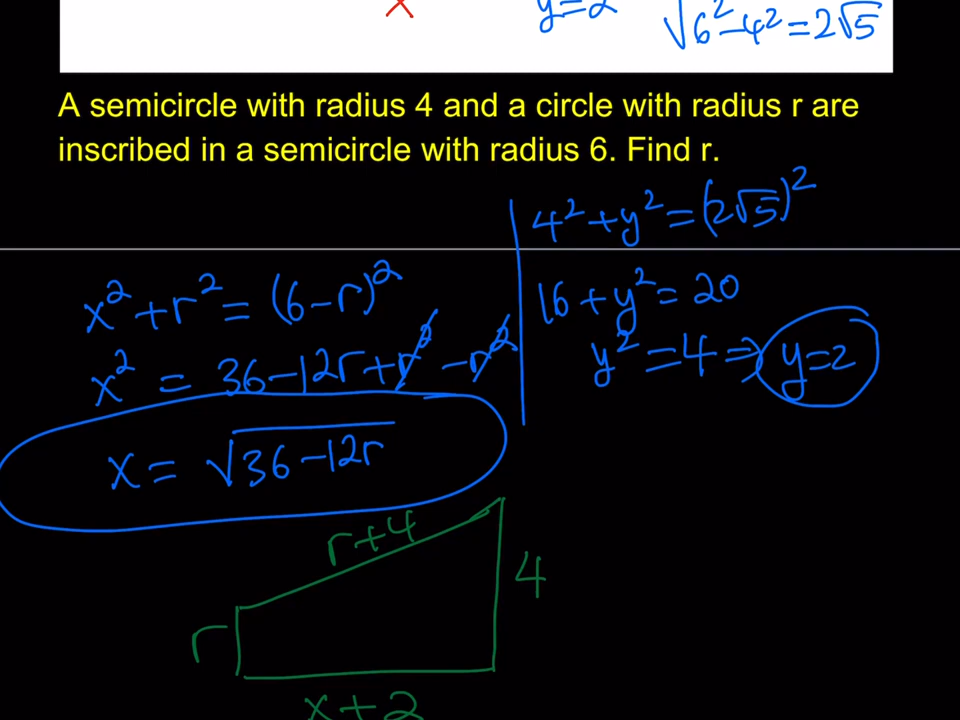 x y=2 √6²-4²=2√5
A semicircle with radius 4 and a circle with radius r are
inscribed in a semicircle with radius 6. Find r.
4²+y²=(2√5)²
16+y²=20
y²=4⇒y=2
x²+r²=(6-r)²
x²=36-12r+r²-r²
x=√36-12r
r+4
4
r
x+2